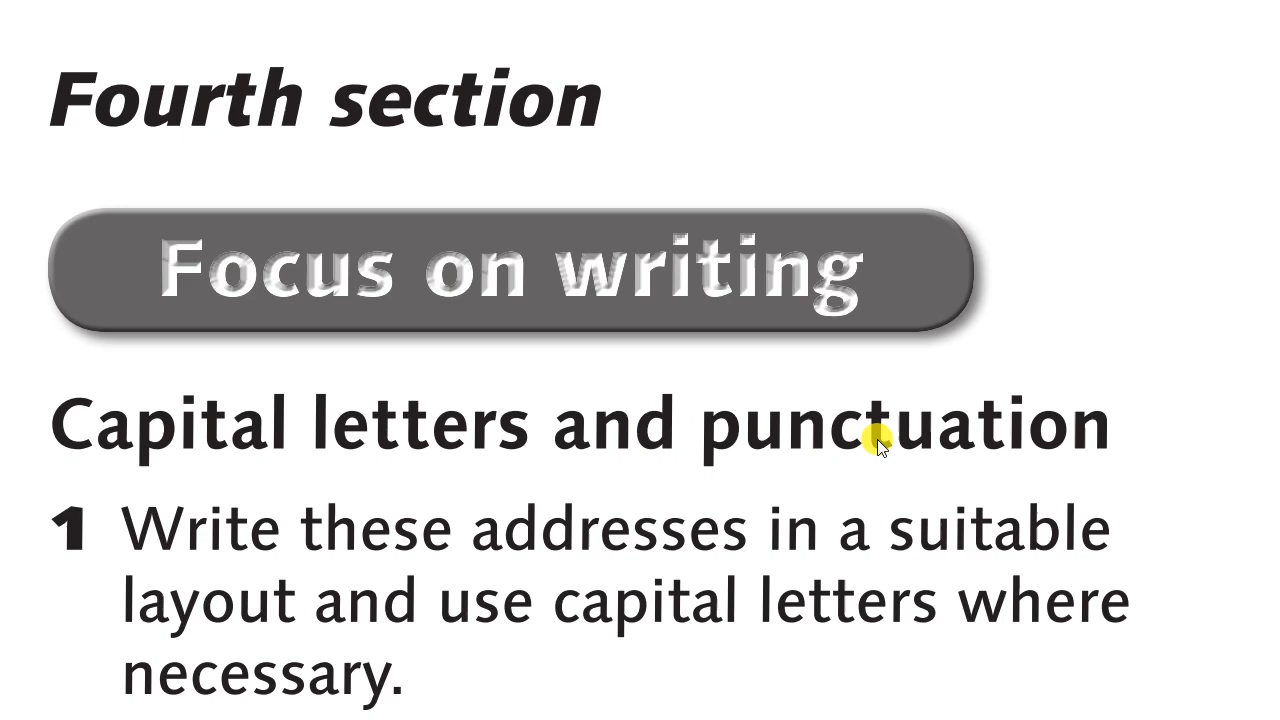 Fourth section
Focus on writing
Capital letters and punctuation
1 Write these addresses in a suitable
layout and use capital letters where
necessary.